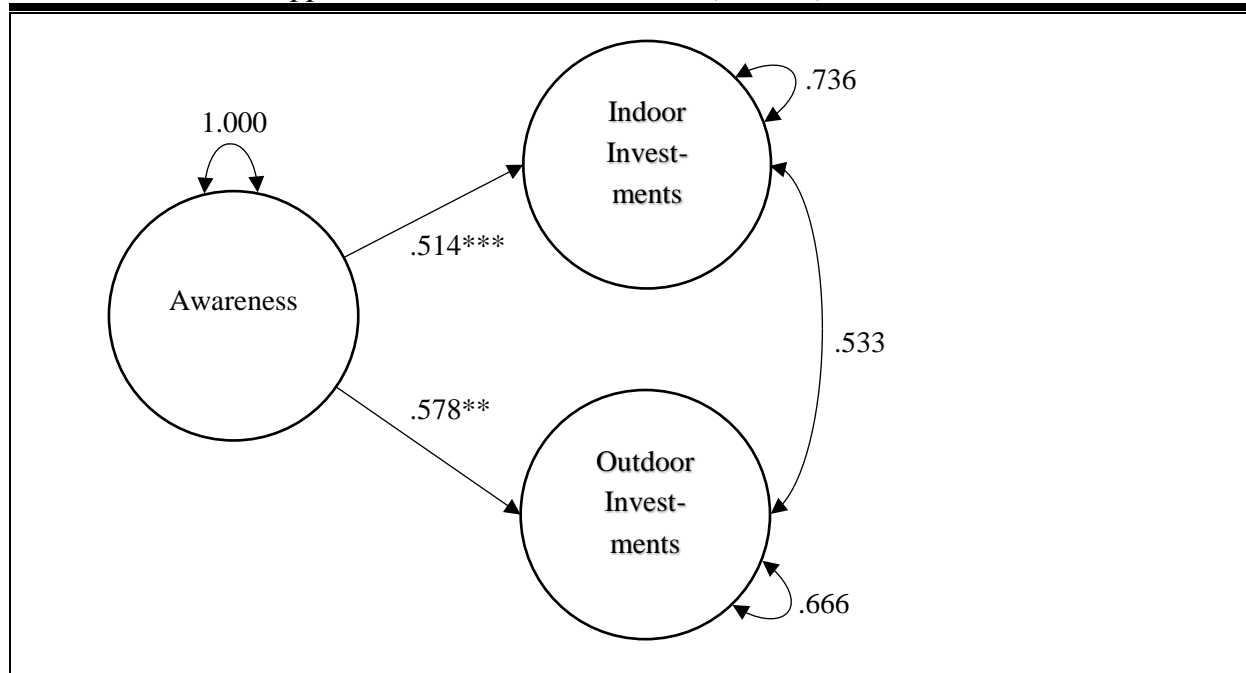 1.000
Awareness
.514***
.578**
Indoor
Invest-
ments
.736
.533
Outdoor
Invest-
ments
.666